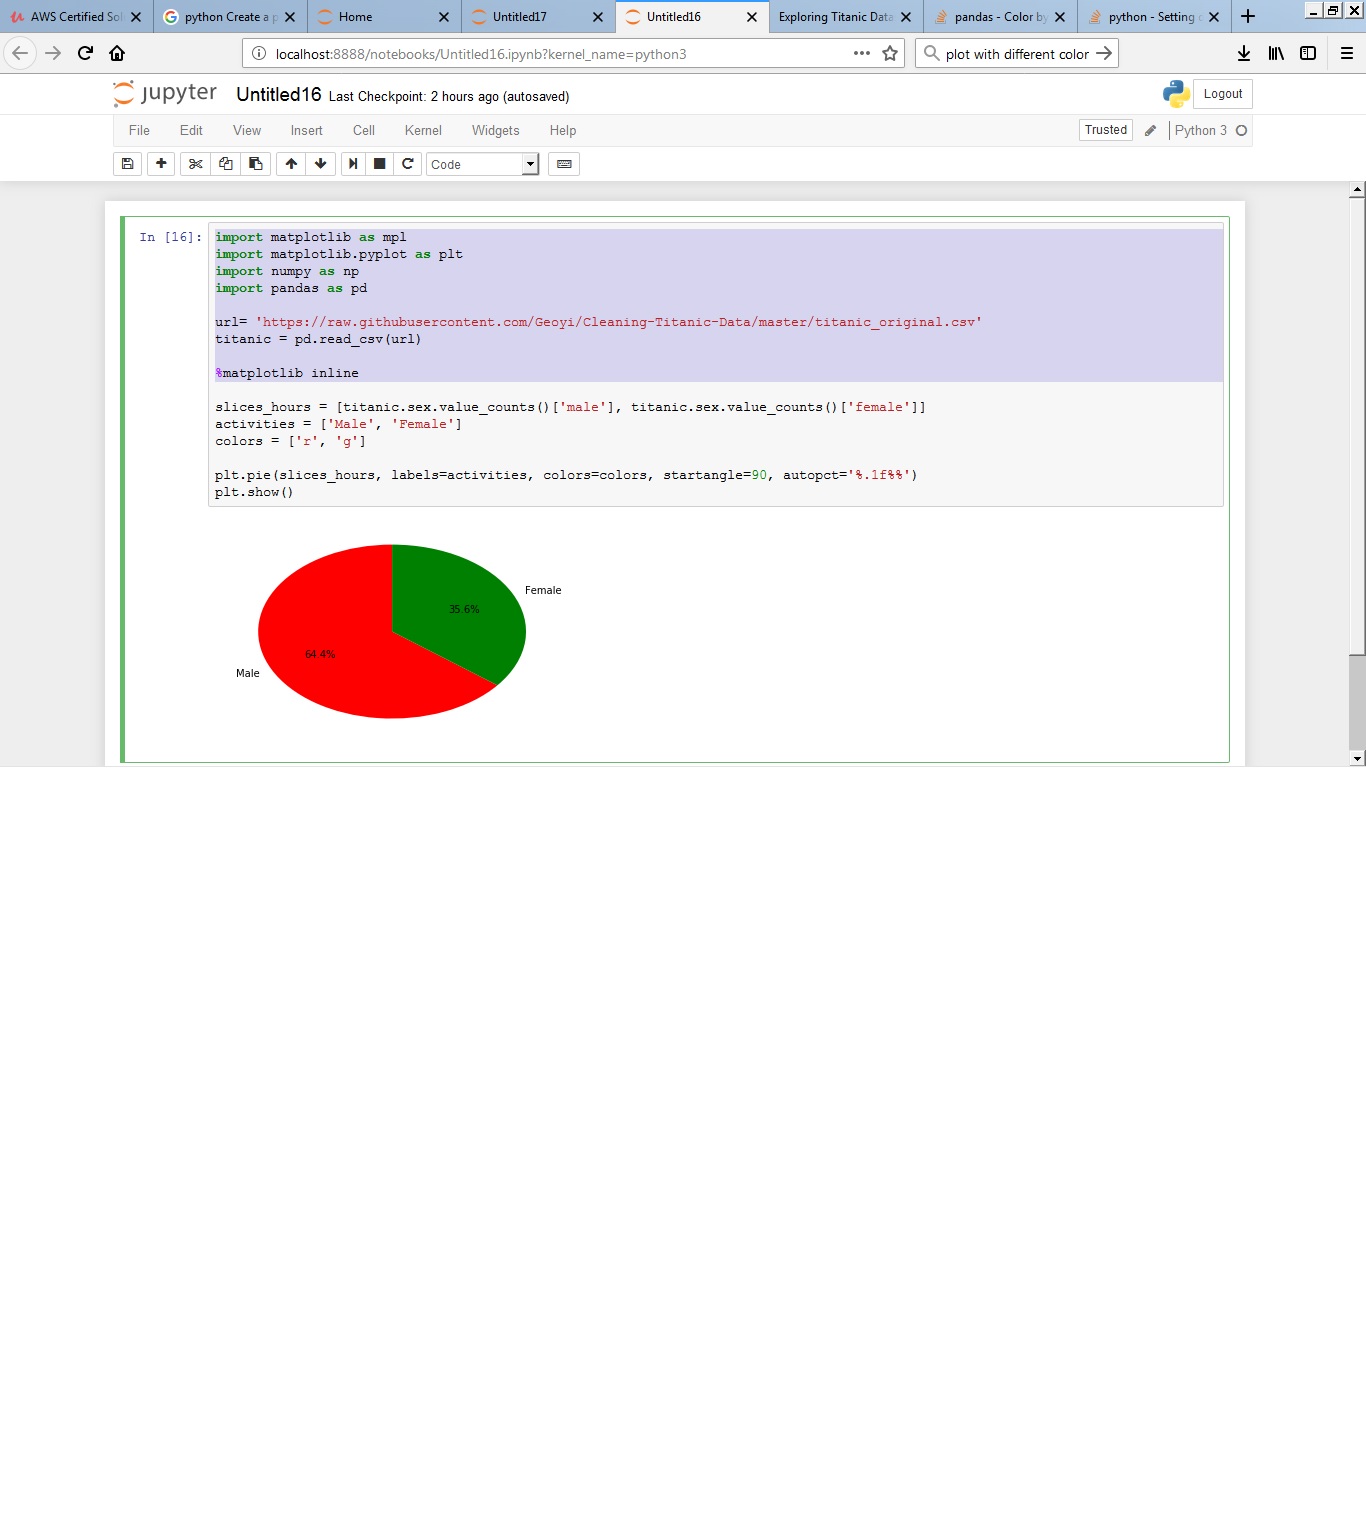 AWS Certified Sol
python Create a p
Home
Untitled17
Untitled16
Exploring Titanic Data
pandas - Color by
python - Setting
localhost:8888/notebooks/Untitled16.ipynb?kernel_name=python3
plot with different color
jupyter Untitled16 Last Checkpoint: 2 hours ago (autosaved)
Logout
File Edit View Insert Cell Kernel Widgets Help
Trusted
Python 3
Code
In [16]:
import matplotlib as mpl
import matplotlib.pyplot as plt
import numpy as np
import pandas as pd
url= 'https://raw.githubusercontent.com/Geoyi/Cleaning-Titanic-Data/master/titanic_original.csv'
titanic = pd.read_csv(url)
%matplotlib inline
slices_hours = [titanic.sex.value_counts()['male'], titanic.sex.value_counts()['female']]
activities = ['Male', 'Female']
colors = ['r', 'g']
plt.pie(slices_hours, labels=activities, colors=colors, startangle=90, autopct='%.1f%%')
plt.show()
Female
35.6%
64.4%
Male